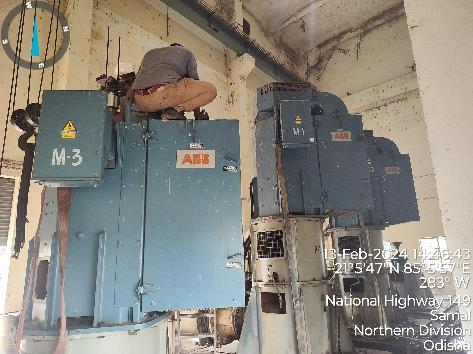 M-3
ABB
M-1
ABB
13-Feb-2024 14:46:43
21°5'47"N 85°5'57"E
283° W
National Highway 149
Samal
Northern Division
Odisha